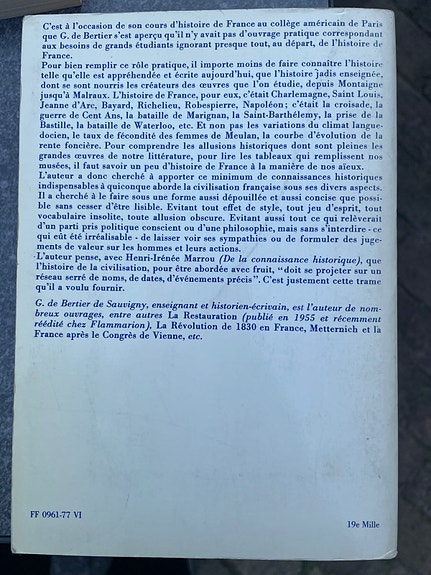 C'est à l'occasion de son cours d'histoire de France au collège américain de Paris
que G. de Bertier s'est aperçu qu'il n'y avait pas d'ouvrage pratique correspondant
aux besoins de grands étudiants ignorant presque tout, au départ, de l'histoire de
France.
Pour bien remplir ce rôle pratique, il importe moins de faire connaître l'histoire
telle qu'elle est appréhendée et écrite aujourd'hui, que l'histoire jadis enseignée,
dont se sont nourris les créateurs des œuvres que l'on étudie, depuis Montaigne
jusqu'à Malraux. L'histoire de France, pour eux, c'était Charlemagne, Saint Louis,
Jeanne d'Arc, Bayard, Richelieu, Robespierre, Napoléon; c'était la croisade, la
guerre de Cent Ans, la bataille de Marignan, la Saint-Barthélemy, la prise de la
Bastille, la bataille de Waterloo, etc. Et non pas les variations du climat langue-
docien, le taux de fécondité des femmes de Meulan, la courbe d'évolution de la
rente foncière. Pour comprendre les allusions historiques dont sont pleines les
grandes œuvres de notre littérature, pour lire les tableaux qui remplissent nos
musées, il faut savoir un peu d'histoire de France à la manière de nos aïeux.
L'auteur a donc cherché à apporter ce minimum de connaissances historiques
indispensables à quiconque aborde la civilisation française sous ses divers aspects.
Il a cherché à le faire sous une forme aussi dépouillée et aussi concise que possi-
ble sans cesser d'être lisible. Evitant tout effet de style, tout jeu d'esprit, tout
vocabulaire insolite, toute allusion obscure. Evitant aussi tout ce qui relèverait
d'un parti pris politique conscient ou d'une philosophie, mais sans s'interdire - ce
qui eût été irréalisable - de laisser voir ses sympathies ou de formuler des juge-
ments de valeur sur les hommes et leurs actions.
L'auteur pense, avec Henri-Irénée Marrou (De la connaissance historique), que
l'histoire de la civilisation, pour être abordée avec fruit, "doit se projeter sur un
réseau serré de noms, de dates, d'événements précis". C'est justement cette trame
qu'il a voulu fournir.
G. de Bertier de Sauvigny, enseignant et historien-écrivain, est l'auteur de nom-
breux ouvrages, entre autres La Restauration (publié en 1955 et récemment
réédité chez Flammarion), La Révolution de 1830 en France, Metternich et la
France après le Congrès de Vienne, etc.
FF 0961-77 VI
19e Mille